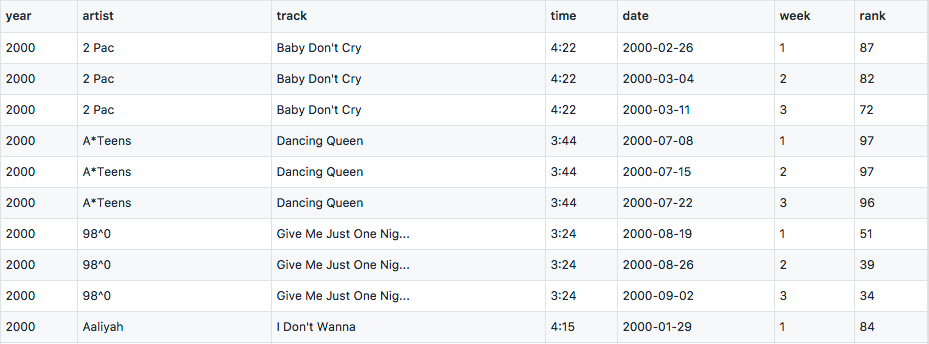 year artist track time date week rank
2000 2 Pac Baby Don't Cry 4:22 2000-02-26 1 87
2000 2 Pac Baby Don't Cry 4:22 2000-03-04 2 82
2000 2 Pac Baby Don't Cry 4:22 2000-03-11 3 72
2000 A*Teens Dancing Queen 3:44 2000-07-08 1 97
2000 A*Teens Dancing Queen 3:44 2000-07-15 2 97
2000 A*Teens Dancing Queen 3:44 2000-07-22 3 96
2000 98^0 Give Me Just One Nig... 3:24 2000-08-19 1 51
2000 98^0 Give Me Just One Nig... 3:24 2000-08-26 2 39
2000 98^0 Give Me Just One Nig... 3:24 2000-09-02 3 34
2000 Aaliyah I Don't Wanna 4:15 2000-01-29 1 84